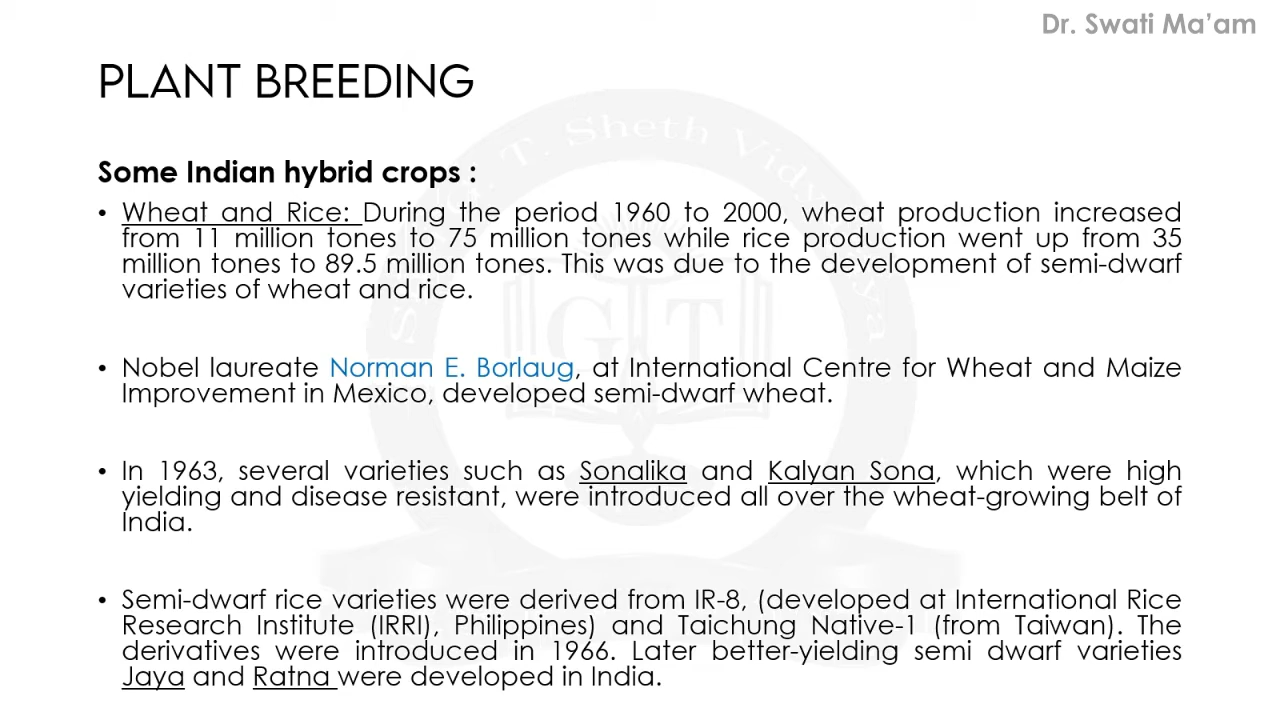 Dr. Swati Ma'am
PLANT BREEDING
Some Indian hybrid crops :
• Wheat and Rice: During the period 1960 to 2000, wheat production increased
from 11 million tones to 75 million tones while rice production went up from 35
million tones to 89.5 million tones. This was due to the development of semi-dwarf
varieties of wheat and rice.
• Nobel laureate Norman E. Borlaug, at International Centre for Wheat and Maize
Improvement in Mexico, developed semi-dwarf wheat.
• In 1963, several varieties such as Sonalika and Kalyan Sona, which were high
yielding and disease resistant, were introduced all over the wheat-growing belt of
India.
• Semi-dwarf rice varieties were derived from IR-8, (developed at International Rice
Research Institute (IRRI), Philippines) and Taichung Native-1 (from Taiwan). The
derivatives were introduced in 1966. Later better-yielding semi dwarf varieties
Jaya and Ratna were developed in India.